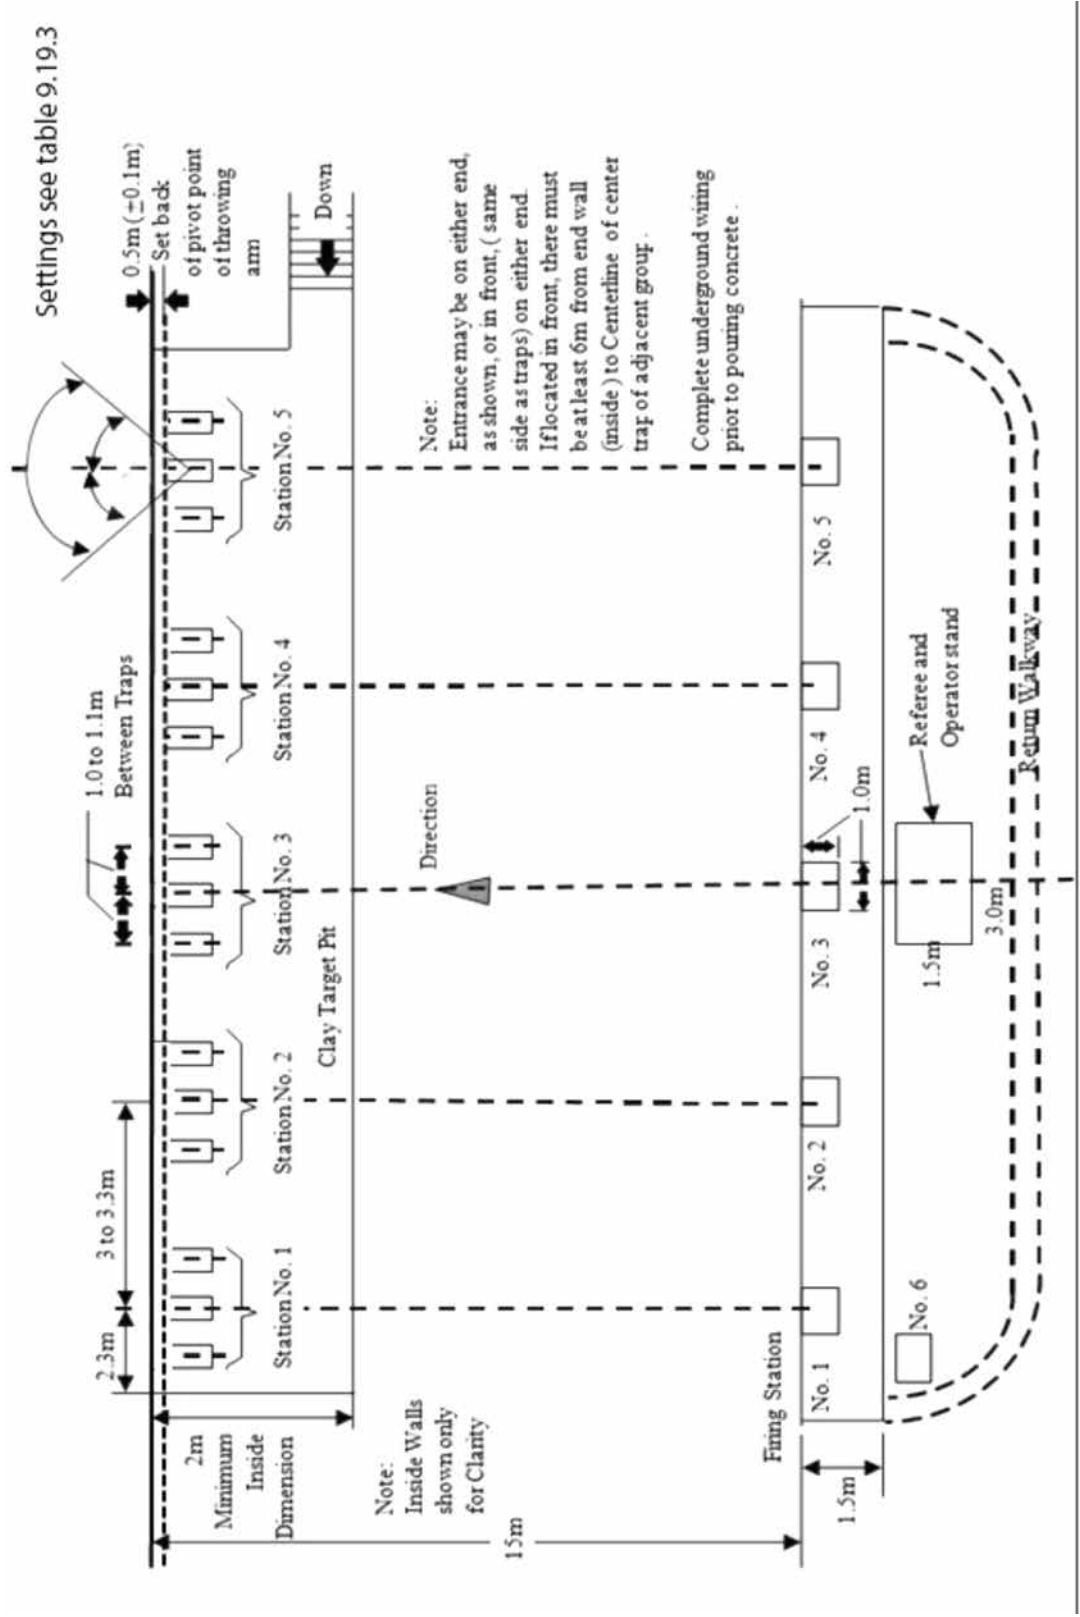 Settings see table 9.19.3
0.5m(±0.1m)
Set back
of pivot point
of throwing
arm
Down
1.0 to 1.1m
Between Traps
3 to 3.3m
2.3m
Station No. 1
Station No. 2
Station No. 3
Station No. 4
Station No. 5
Clay Target Pit
2m
Minimum
Inside
Dimension
Note:
Inside Walls
shown only
for Clarity
Direction
Note:
Entrance may be on either end,
as shown, or in front, ( same
side as traps) on either end.
If located in front, there must
be at least 6m from end wall
(inside ) to Centerline of center
trap of adjacent group .
Complete underground wiring
prior to pouring concrete .
15m
Firing Station
No. 1
No. 2
No. 3
No. 4
No. 5
1.0m
1.5m
No. 6
1.5m
3.0m
Referee and
Operator stand
Return Walkway